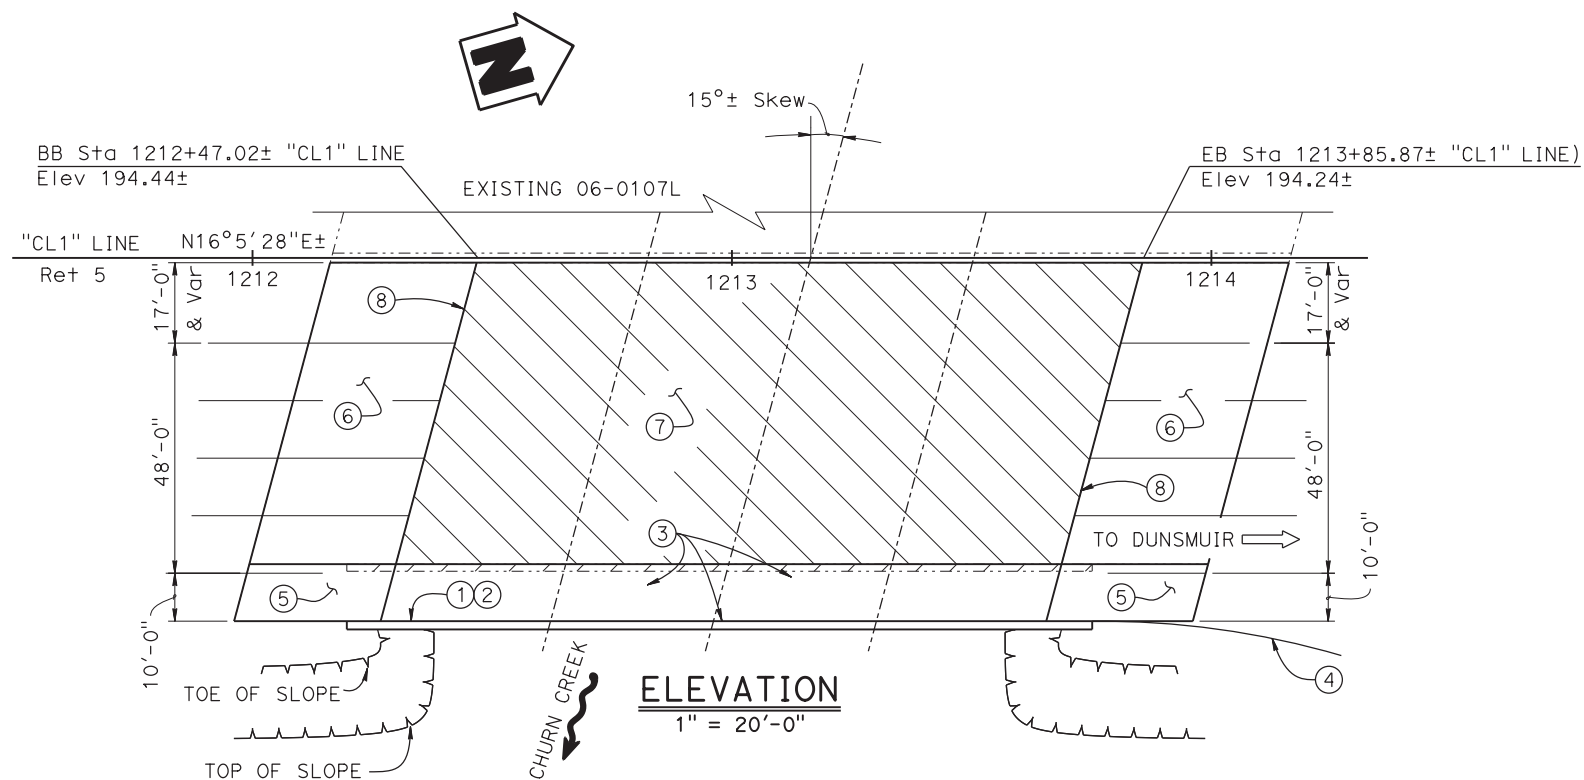 N
15°± Skew
BB Sta 1212+47.02± "CL1" LINE
Elev 194.44±
EB Sta 1213+85.87± "CL1" LINE)
Elev 194.24±
EXISTING 06-0107L
"CL1" LINE
N16°5'28"E±
Ret 5
1212
1213
1214
17'-0"
& Var
17'-0"
& Var
8
6
7
6
48'-0"
48'-0"
8
3
TO DUNSMUIR
5
1 2
5
10'-0"
10'-0"
TOE OF SLOPE
4
CHURN CREEK
ELEVATION
1" = 20'-0"
TOP OF SLOPE